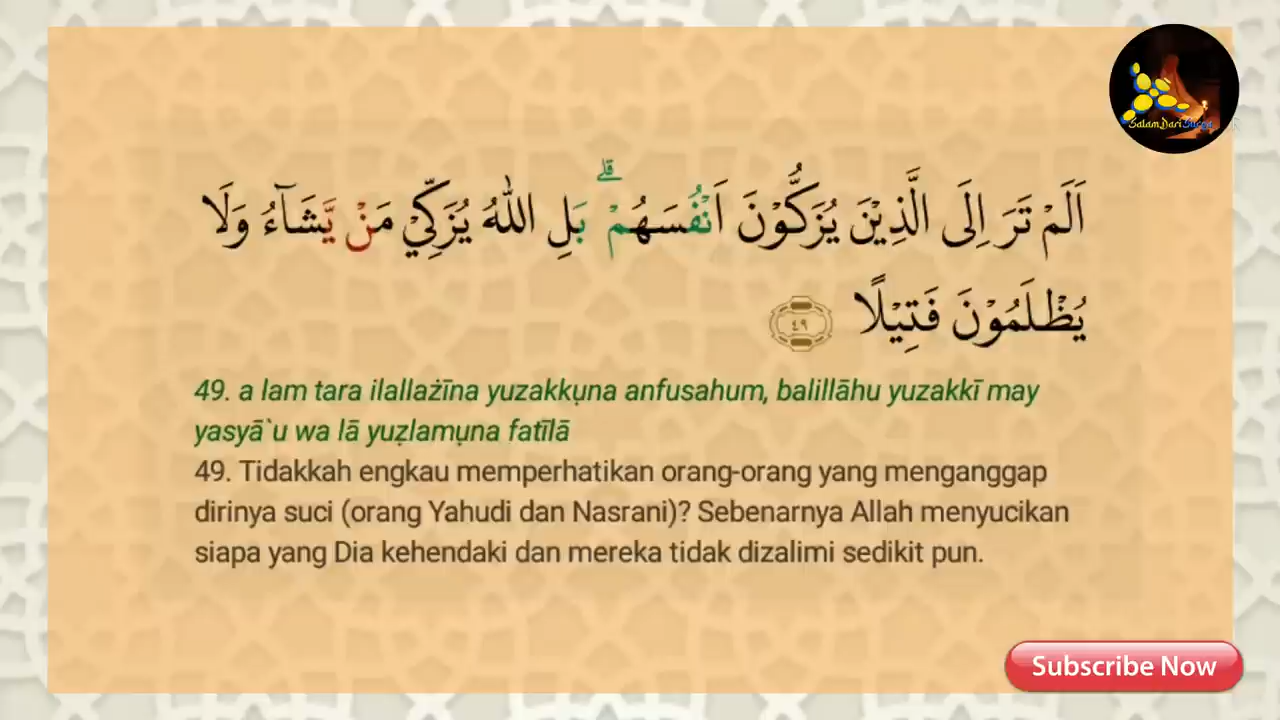 SalamDariSurga
اَلَمْ تَرَ اِلَى الَّذِيْنَ يُزَكُّوْنَ اَنْفُسَهُمْ ۗ بَلِ اللّٰهُ يُزَكِّيْ مَنْ يَّشَاۤءُ وَلَا
يُظْلَمُوْنَ فَتِيْلًا ٤٩
49. a lam tara ilallażīna yuzakkụna anfusahum, balillāhu yuzakkī may
yasyā`u wa lā yuẓlamụna fatīlā
49. Tidakkah engkau memperhatikan orang-orang yang menganggap
dirinya suci (orang Yahudi dan Nasrani)? Sebenarnya Allah menyucikan
siapa yang Dia kehendaki dan mereka tidak dizalimi sedikit pun.
Subscribe Now